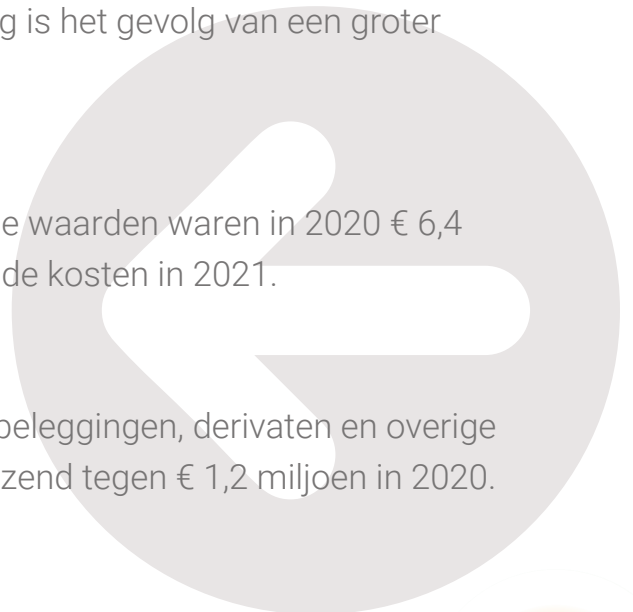 g is het gevolg van een groter
e waarden waren in 2020 € 6,4
de kosten in 2021.
beleggingen, derivaten en overige
zend tegen € 1,2 miljoen in 2020.